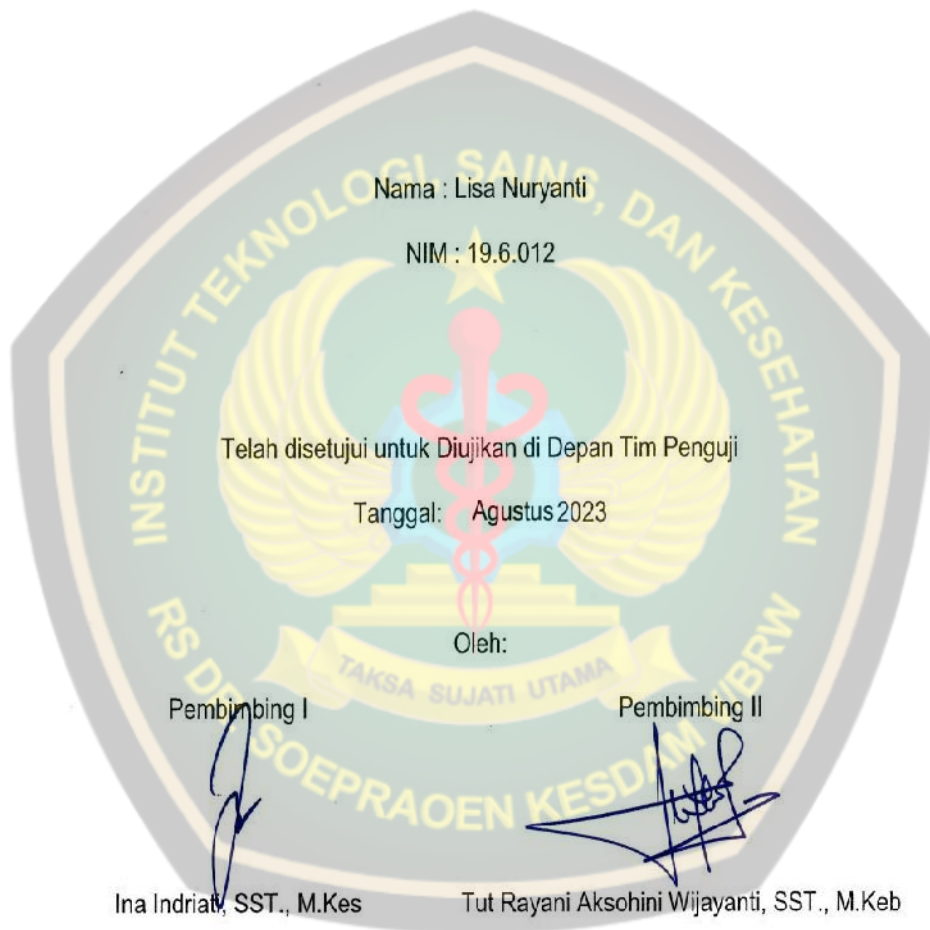 INSTITUT TEKNOLOGI, SAINS, DAN KESEHATAN
Nama : Lisa Nuryanti
NIM : 19.6.012
Telah disetujui untuk Diujikan di Depan Tim Penguji
Tanggal: Agustus 2023
Oleh:
TAKSA SUJATI UTAMA
Pembimbing I Pembimbing II
RS DR. SOEPRAOEN KESDAM V/BRW
Ina Indriati, SST., M.Kes Tut Rayani Aksohini Wijayanti, SST., M.Keb